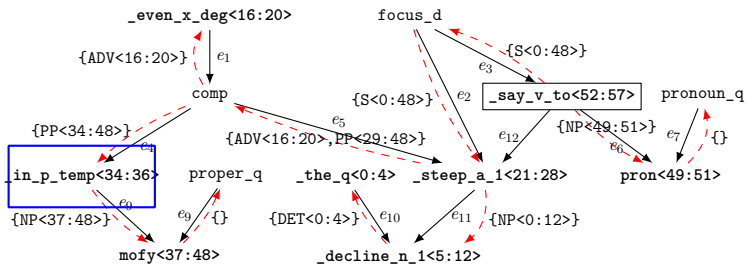 _even_x_deg<16:20> focus_d
{ADV<16:20>} e1 e3 {S<0:48>}
comp {S<0:48>} e2 _say_v_to<52:57> pronoun_q
{PP<34:48>} e4 e5 {ADV<16:20>,PP<29:48>} e12 {NP<49:51>} e6 e7 {}
_in_p_temp<34:36> proper_q _the_q<0:4> _steep_a_1<21:28> pron<49:51>
{NP<37:48>} e9 e9 {} {DET<0:4>} e10 e11 {NP<0:12>}
mofy<37:48> _decline_n_1<5:12>